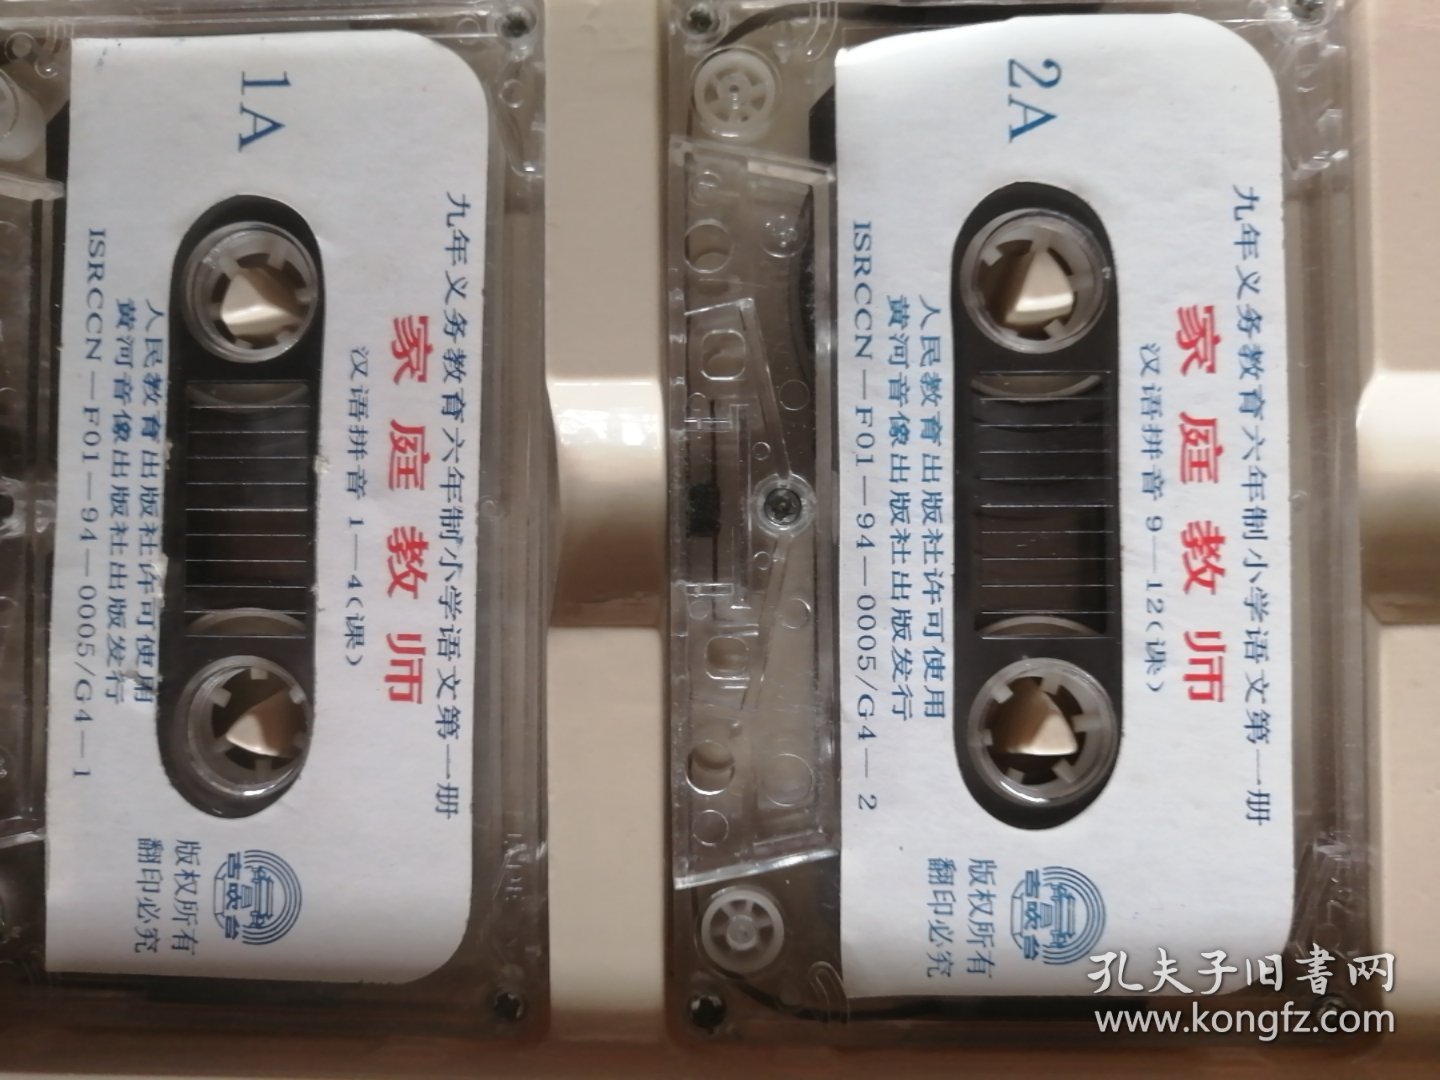 1A
九年义务教育六年制小学语文第一册
家庭教师
汉语拼音 1—4(课)
人民教育出版社许可使用
黄河音像出版社出版发行
ISRCCN—F01—94—0005/G4—1
版权所有
翻印必究
古吹台
2A
九年义务教育六年制小学语文第一册
家庭教师
汉语拼音 9—12(课)
人民教育出版社许可使用
黄河音像出版社出版发行
ISRCCN—F01—94—0005/G4—2
版权所有
翻印必究
古吹台
孔夫子旧書网
www.kongfz.com